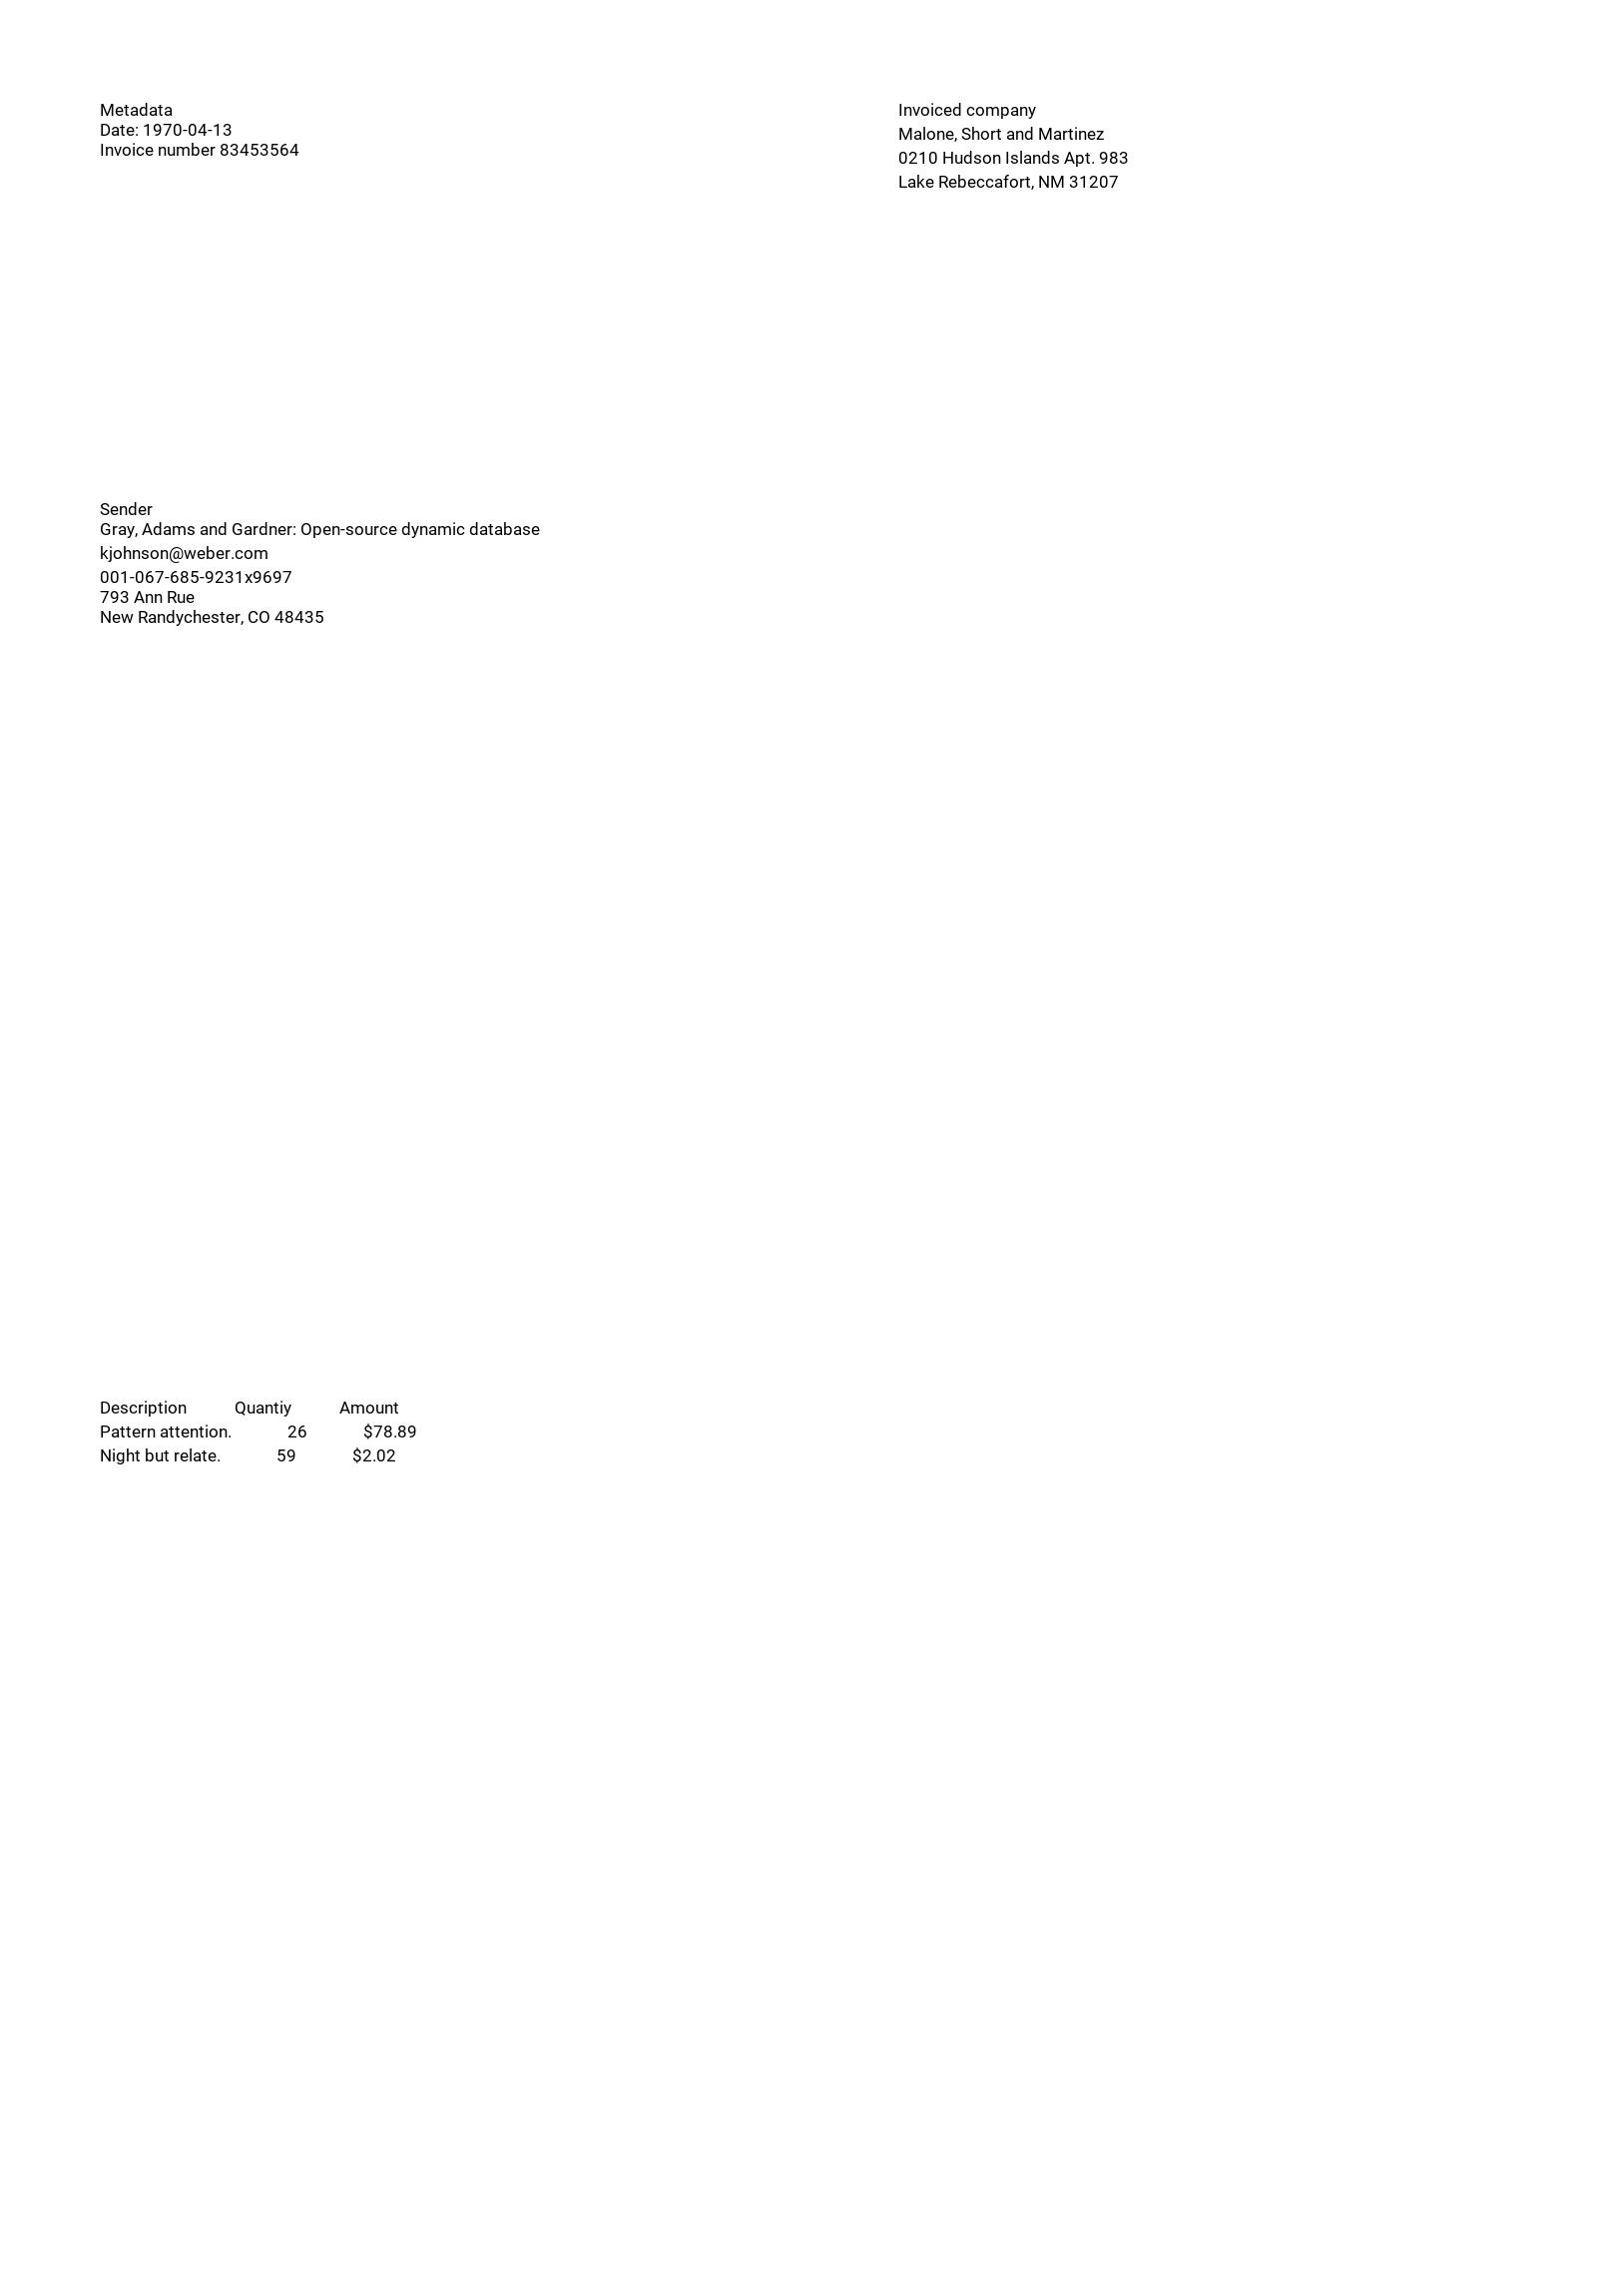 Metadata
Date: 1970-04-13
Invoice number 83453564
Invoiced company
Malone, Short and Martinez
0210 Hudson Islands Apt. 983
Lake Rebeccafort, NM 31207
Sender
Gray, Adams and Gardner: Open-source dynamic database
kjohnson@weber.com
001-067-685-9231x9697
793 Ann Rue
New Randychester, CO 48435
Description Quantiy Amount
Pattern attention. 26 $78.89
Night but relate. 59 $2.02